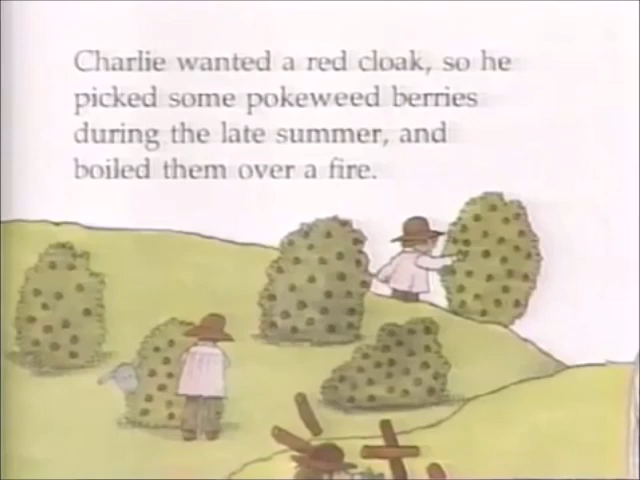 Charlie wanted a red cloak, so he
picked some pokeweed berries
during the late summer, and
boiled them over a fire.